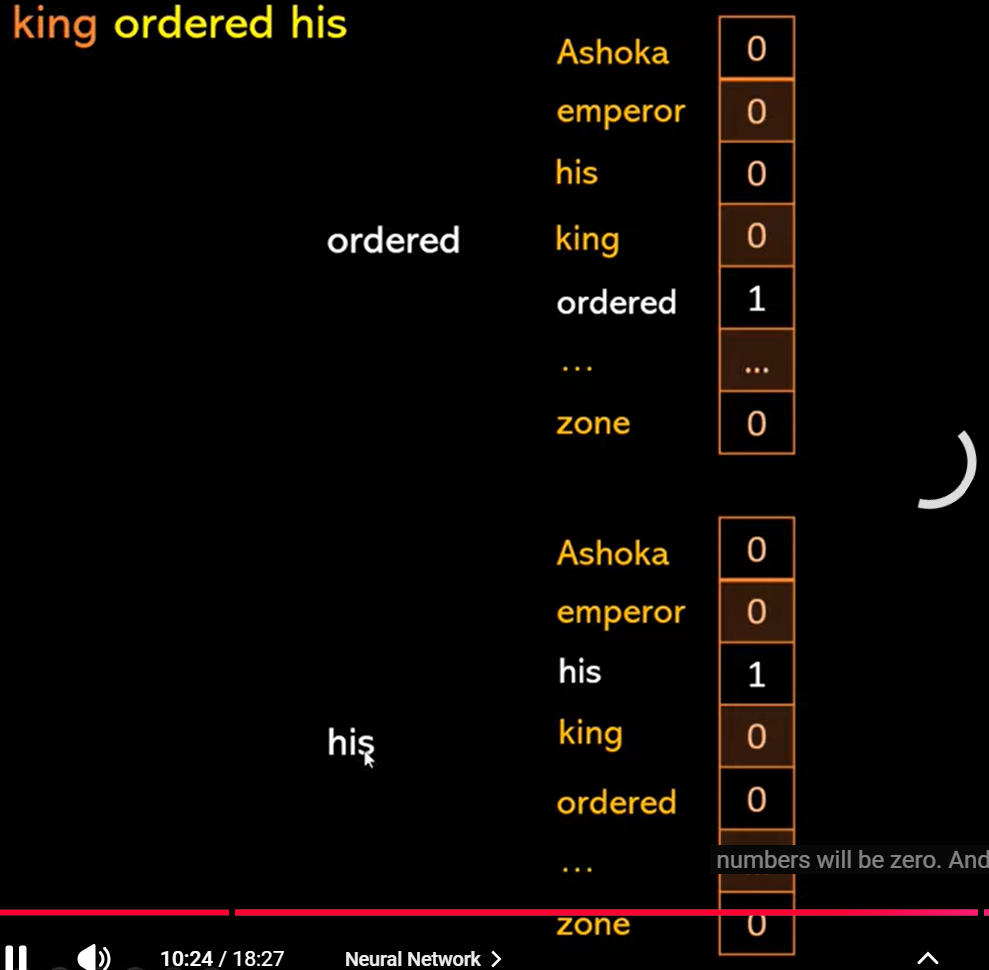 king ordered his
Ashoka 0
emperor 0
his 0
ordered
king 0
ordered 1
... ...
zone 0
Ashoka 0
emperor 0
his 1
king 0
his
ordered 0
...
numbers will be zero. And
zone 0
10:24 / 18:27 Neural Network